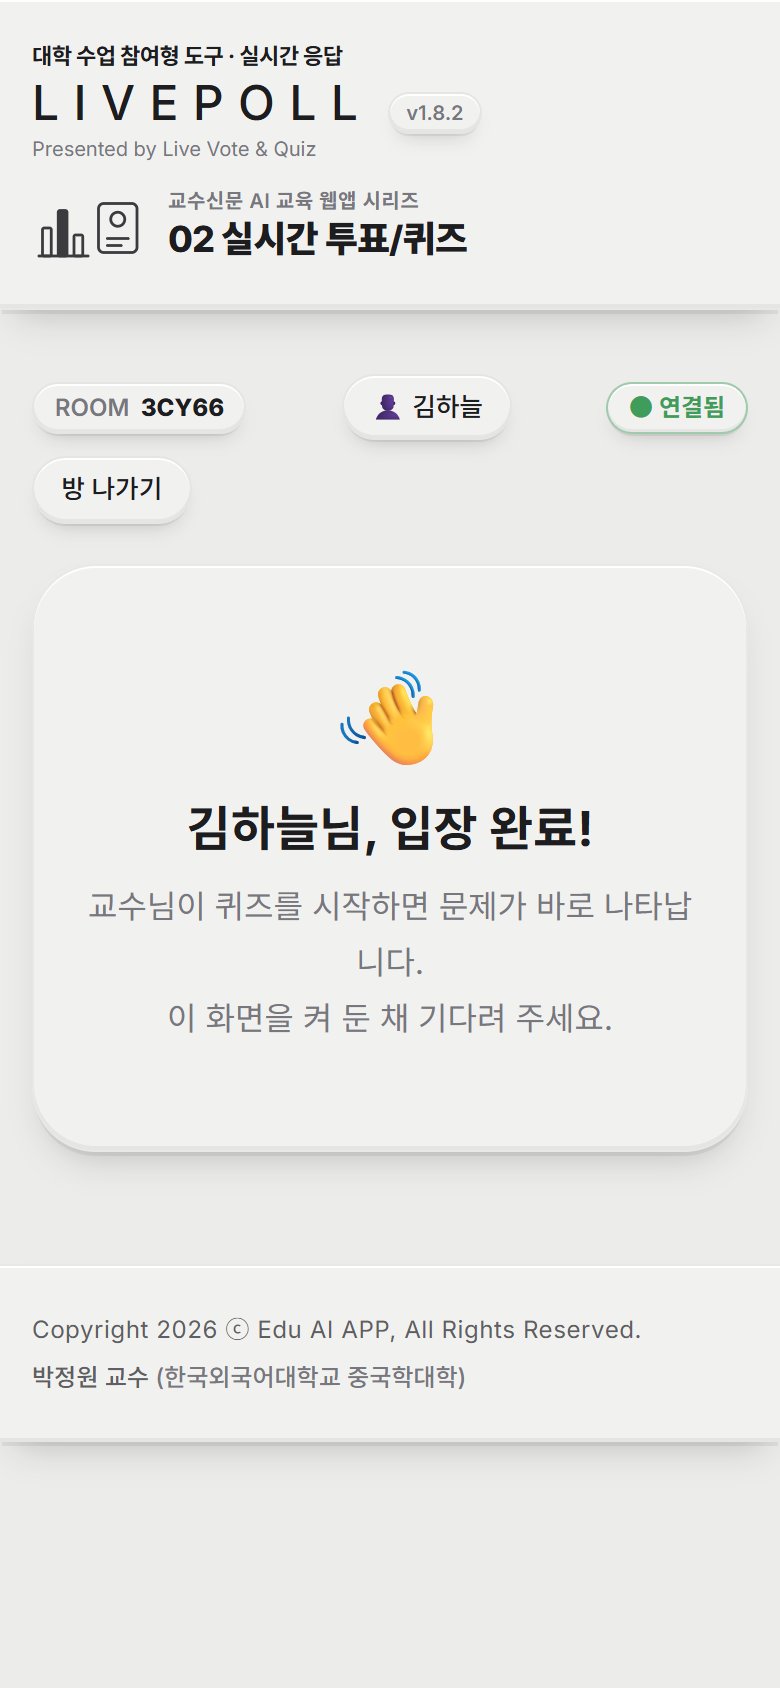 대학 수업 참여형 도구 · 실시간 응답
LIVEPOLL
v1.8.2
Presented by Live Vote & Quiz
교수신문 AI 교육 웹앱 시리즈
02 실시간 투표/퀴즈
ROOM 3CY66
김하늘
연결됨
방 나가기
김하늘님, 입장 완료!
교수님이 퀴즈를 시작하면 문제가 바로 나타납
니다.
이 화면을 켜 둔 채 기다려 주세요.
Copyright 2026 ⓒ Edu AI APP, All Rights Reserved.
박정원 교수 (한국외국어대학교 중국학대학)